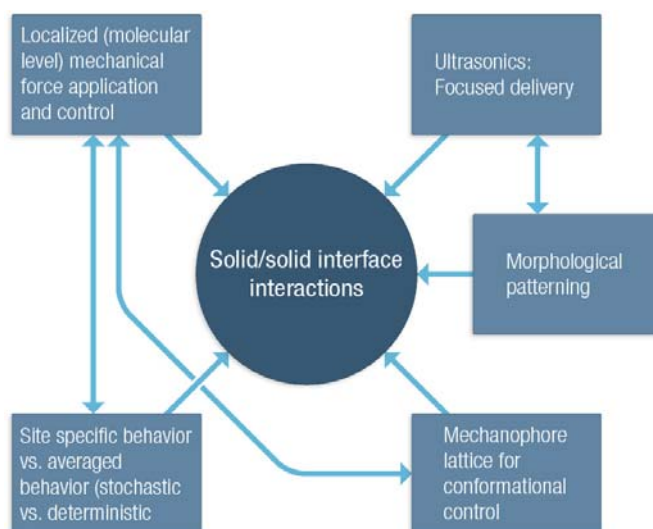 Localized (molecular
level) mechanical
force application
and control
Ultrasonics:
Focused delivery
Solid/solid interface
interactions
Morphological
patterning
Site specific behavior
vs. averaged
behavior (stochastic
vs. deterministic
Mechanophore
lattice for
conformational
control